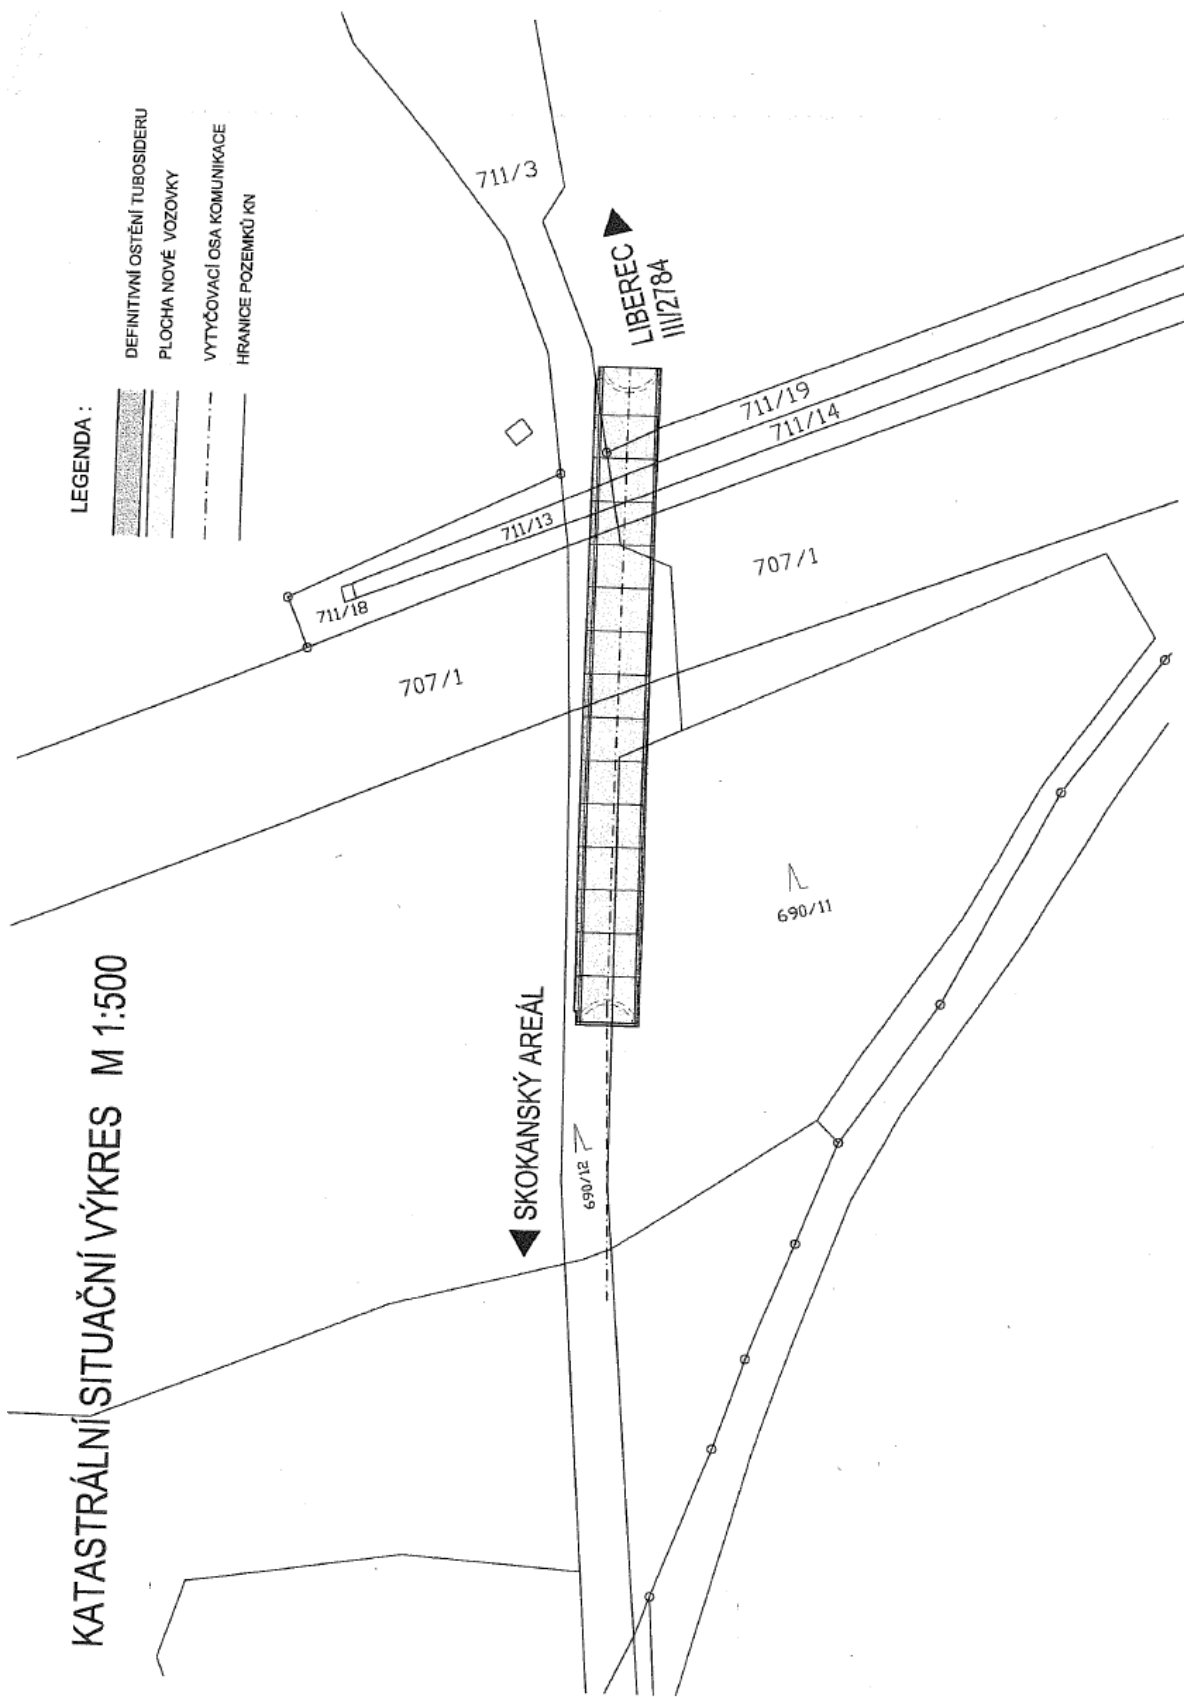 KATASTRÁLNÍ SITUAČNÍ VÝKRES M 1:500
LEGENDA :
DEFINITIVNÍ OSTĚNÍ TUBOSIDERU
PLOCHA NOVÉ VOZOVKY
VYTYČOVACÍ OSA KOMUNIKACE
HRANICE POZEMKŮ KN
711/3
LIBEREC
III/2784
711/19
711/14
711/13
711/18
707/1
707/1
690/11
SKOKANSKÝ AREÁL
690/12